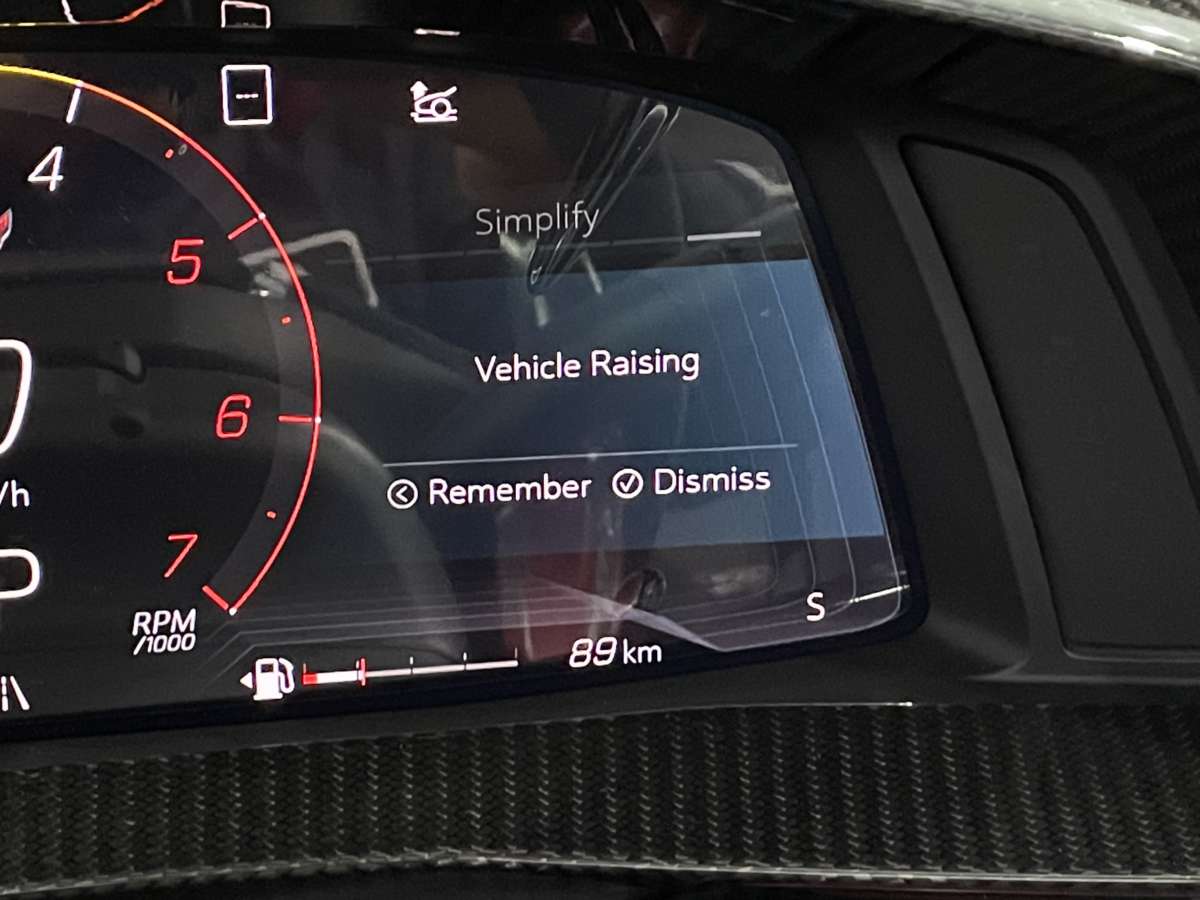 4
Simplify
5
Vehicle Raising
6
Remember Dismiss
/h
7
S
RPM
/1000
89 km